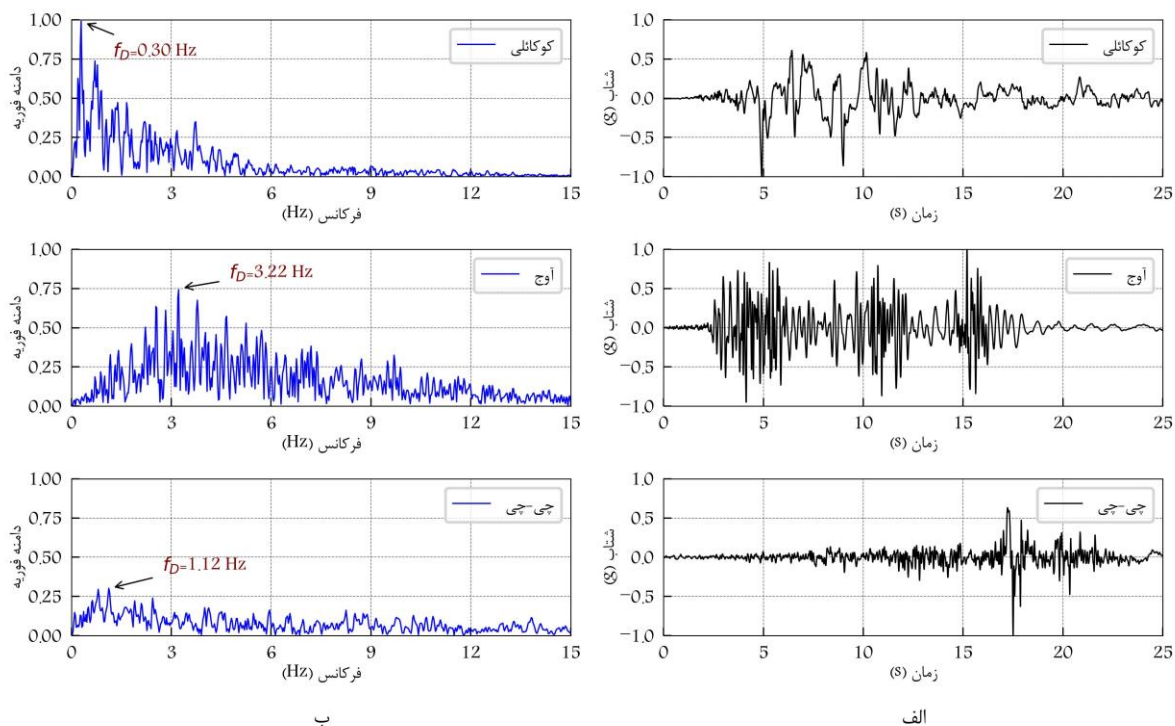 1.00
0.75
0.50
0.25
0.00
دامنه فوریه
fD=0.30 Hz
کوکائلی
0 3 6 9 12 15
فرکانس (Hz)
1.0
0.5
0.0
−0.5
−1.0
شتاب (g)
کوکائلی
0 5 10 15 20 25
زمان (s)
1.00
0.75
0.50
0.25
0.00
دامنه فوریه
fD=3.22 Hz
آوج
0 3 6 9 12 15
فرکانس (Hz)
1.0
0.5
0.0
−0.5
−1.0
شتاب (g)
آوج
0 5 10 15 20 25
زمان (s)
1.00
0.75
0.50
0.25
0.00
دامنه فوریه
fD=1.12 Hz
چی-چی
0 3 6 9 12 15
فرکانس (Hz)
1.0
0.5
0.0
−0.5
−1.0
شتاب (g)
چی-چی
0 5 10 15 20 25
زمان (s)
الف
ب